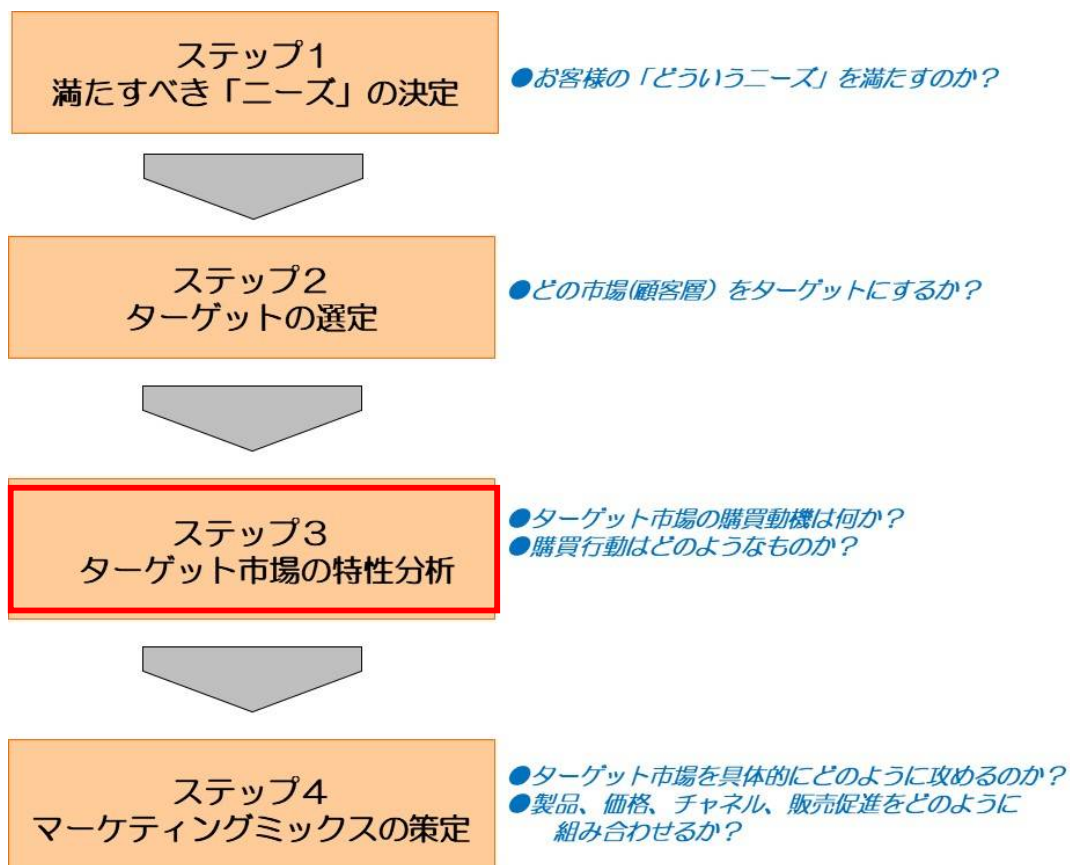 ステップ1
満たすべき「ニーズ」の決定
●お客様の「どういうニーズ」を満たすのか？
ステップ2
ターゲットの選定
●どの市場(顧客層）をターゲットにするか？
ステップ3
ターゲット市場の特性分析
●ターゲット市場の購買動機は何か？
●購買行動はどのようなものか？
ステップ4
マーケティングミックスの策定
●ターゲット市場を具体的にどのように攻めるのか？
●製品、価格、チャネル、販売促進をどのように
組み合わせるか？